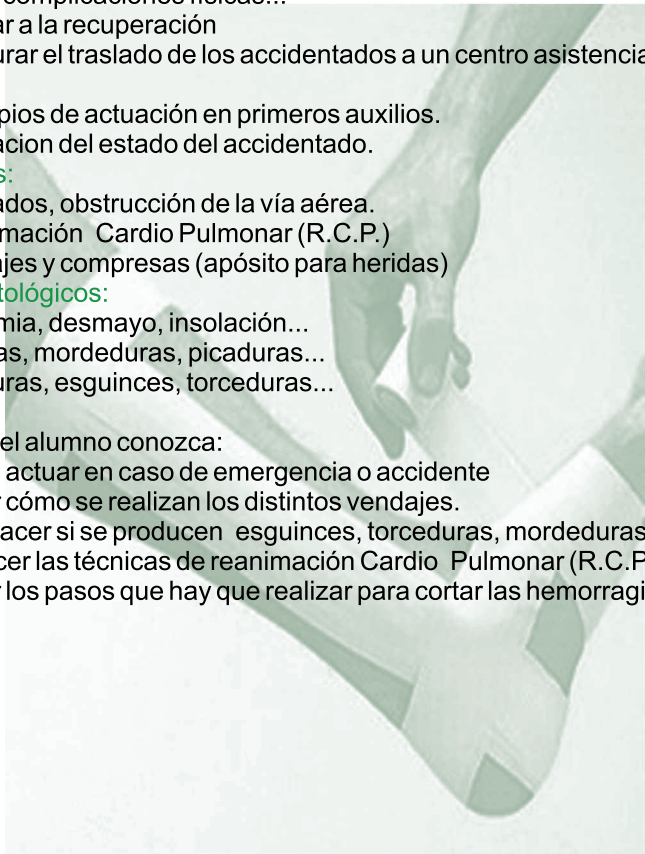 complicaciones físicas...
ar a la recuperación
urar el traslado de los accidentados a un centro asistencia
pios de actuación en primeros auxilios.
acion del estado del accidentado.
s:
ados, obstrucción de la vía aérea.
mación Cardio Pulmonar (R.C.P.)
ajes y compresas (apósito para heridas)
tológicos:
mia, desmayo, insolación...
as, mordeduras, picaduras...
uras, esguinces, torceduras...
el alumno conozca:
actuar en caso de emergencia o accidente
r cómo se realizan los distintos vendajes.
acer si se producen esguinces, torceduras, mordeduras
cer las técnicas de reanimación Cardio Pulmonar (R.C.P
r los pasos que hay que realizar para cortar las hemorragi